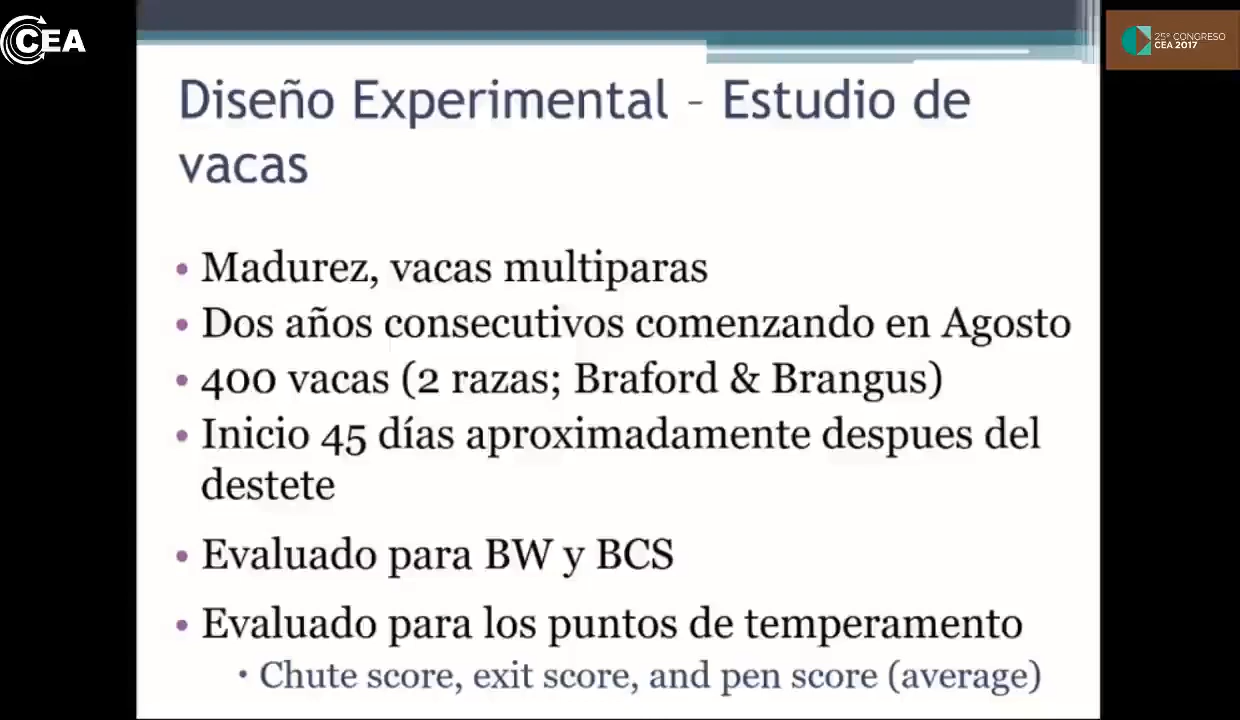 CEA
25º CONGRESO
CEA 2017
Diseño Experimental – Estudio de
vacas
• Madurez, vacas multiparas
• Dos años consecutivos comenzando en Agosto
• 400 vacas (2 razas; Braford & Brangus)
• Inicio 45 días aproximadamente despues del
destete
• Evaluado para BW y BCS
• Evaluado para los puntos de temperamento
• Chute score, exit score, and pen score (average)